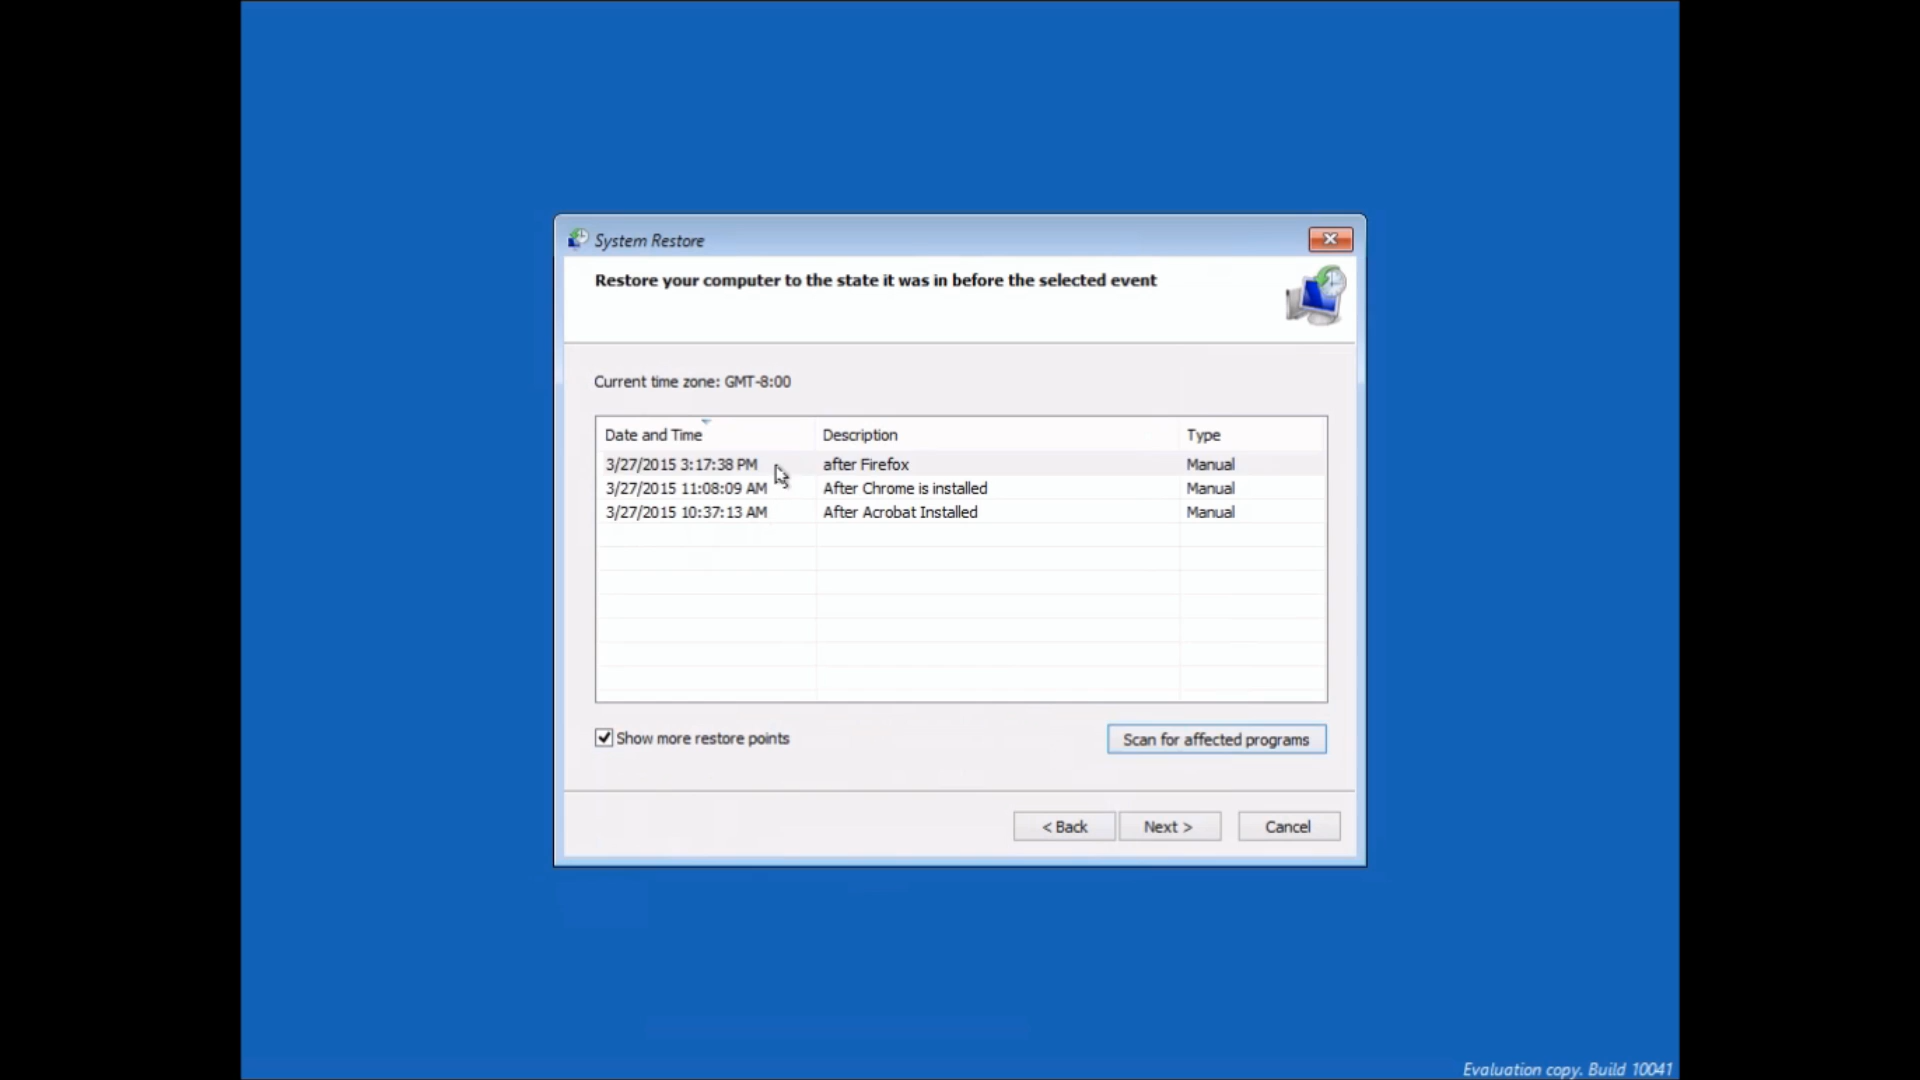 System Restore
Restore your computer to the state it was in before the selected event
Current time zone: GMT-8:00
Date and Time Description Type
3/27/2015 3:17:38 PM after Firefox Manual
3/27/2015 11:08:09 AM After Chrome is installed Manual
3/27/2015 10:37:13 AM After Acrobat Installed Manual
Show more restore points Scan for affected programs
< Back Next > Cancel
Evaluation copy. Build 10041